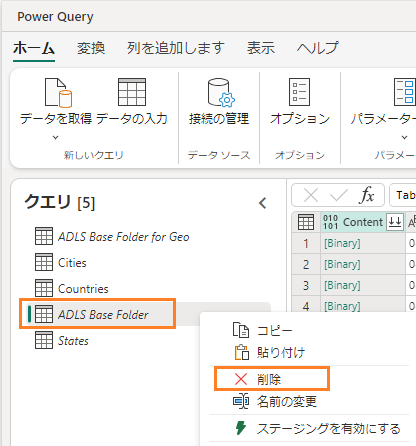 Power Query
ホーム 変換 列を追加します 表示 ヘルプ
データを取得 データの入力 接続の管理 オプション パラメーター
新しいクエリ データ ソース オプション パラメー
クエリ [5]
Tab
ADLS Base Folder for Geo
Cities
Countries
ADLS Base Folder
States
Content
1 [Binary] 0
2 [Binary] 0
3 [Binary] 0
4 [Binary] 0
コピー
貼り付け
削除
名前の変更
ステージングを有効にする